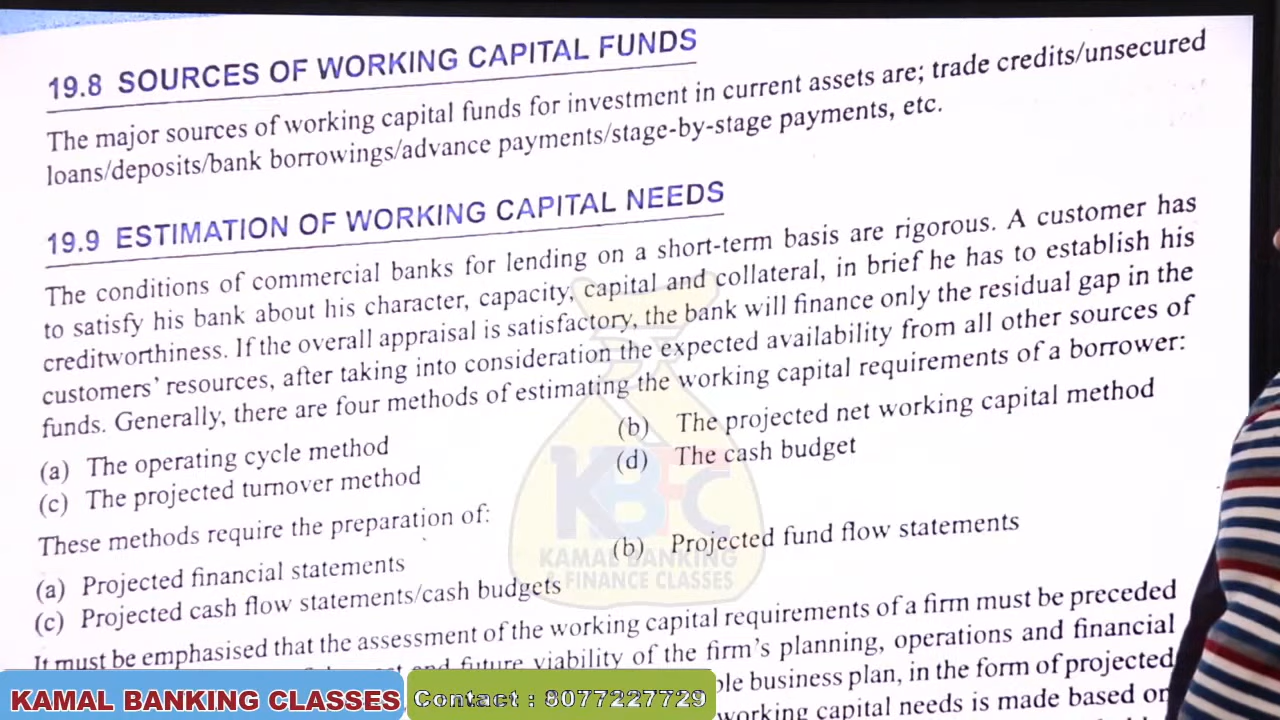 19.8 SOURCES OF WORKING CAPITAL FUNDS
The major sources of working capital funds for investment in current assets are; trade credits/unsecured
loans/deposits/bank borrowings/advance payments/stage-by-stage payments, etc.
19.9 ESTIMATION OF WORKING CAPITAL NEEDS
The conditions of commercial banks for lending on a short-term basis are rigorous. A customer has
to satisfy his bank about his character, capacity, capital and collateral, in brief he has to establish his
creditworthiness. If the overall appraisal is satisfactory, the bank will finance only the residual gap in the
customers' resources, after taking into consideration the expected availability from all other sources of
funds. Generally, there are four methods of estimating the working capital requirements of a borrower:
(a) The operating cycle method
(b) The projected net working capital method
(c) The projected turnover method
(d) The cash budget
These methods require the preparation of:
(a) Projected financial statements
(b) Projected fund flow statements
(c) Projected cash flow statements/cash budgets
It must be emphasised that the assessment of the working capital requirements of a firm must be preceded
and future viability of the firm's planning, operations and financial
business plan, in the form of projected
working capital needs is made based on
KBFC
KAMAL BANKING
& FINANCE CLASSES
KAMAL BANKING CLASSES
Contact : 8077227729